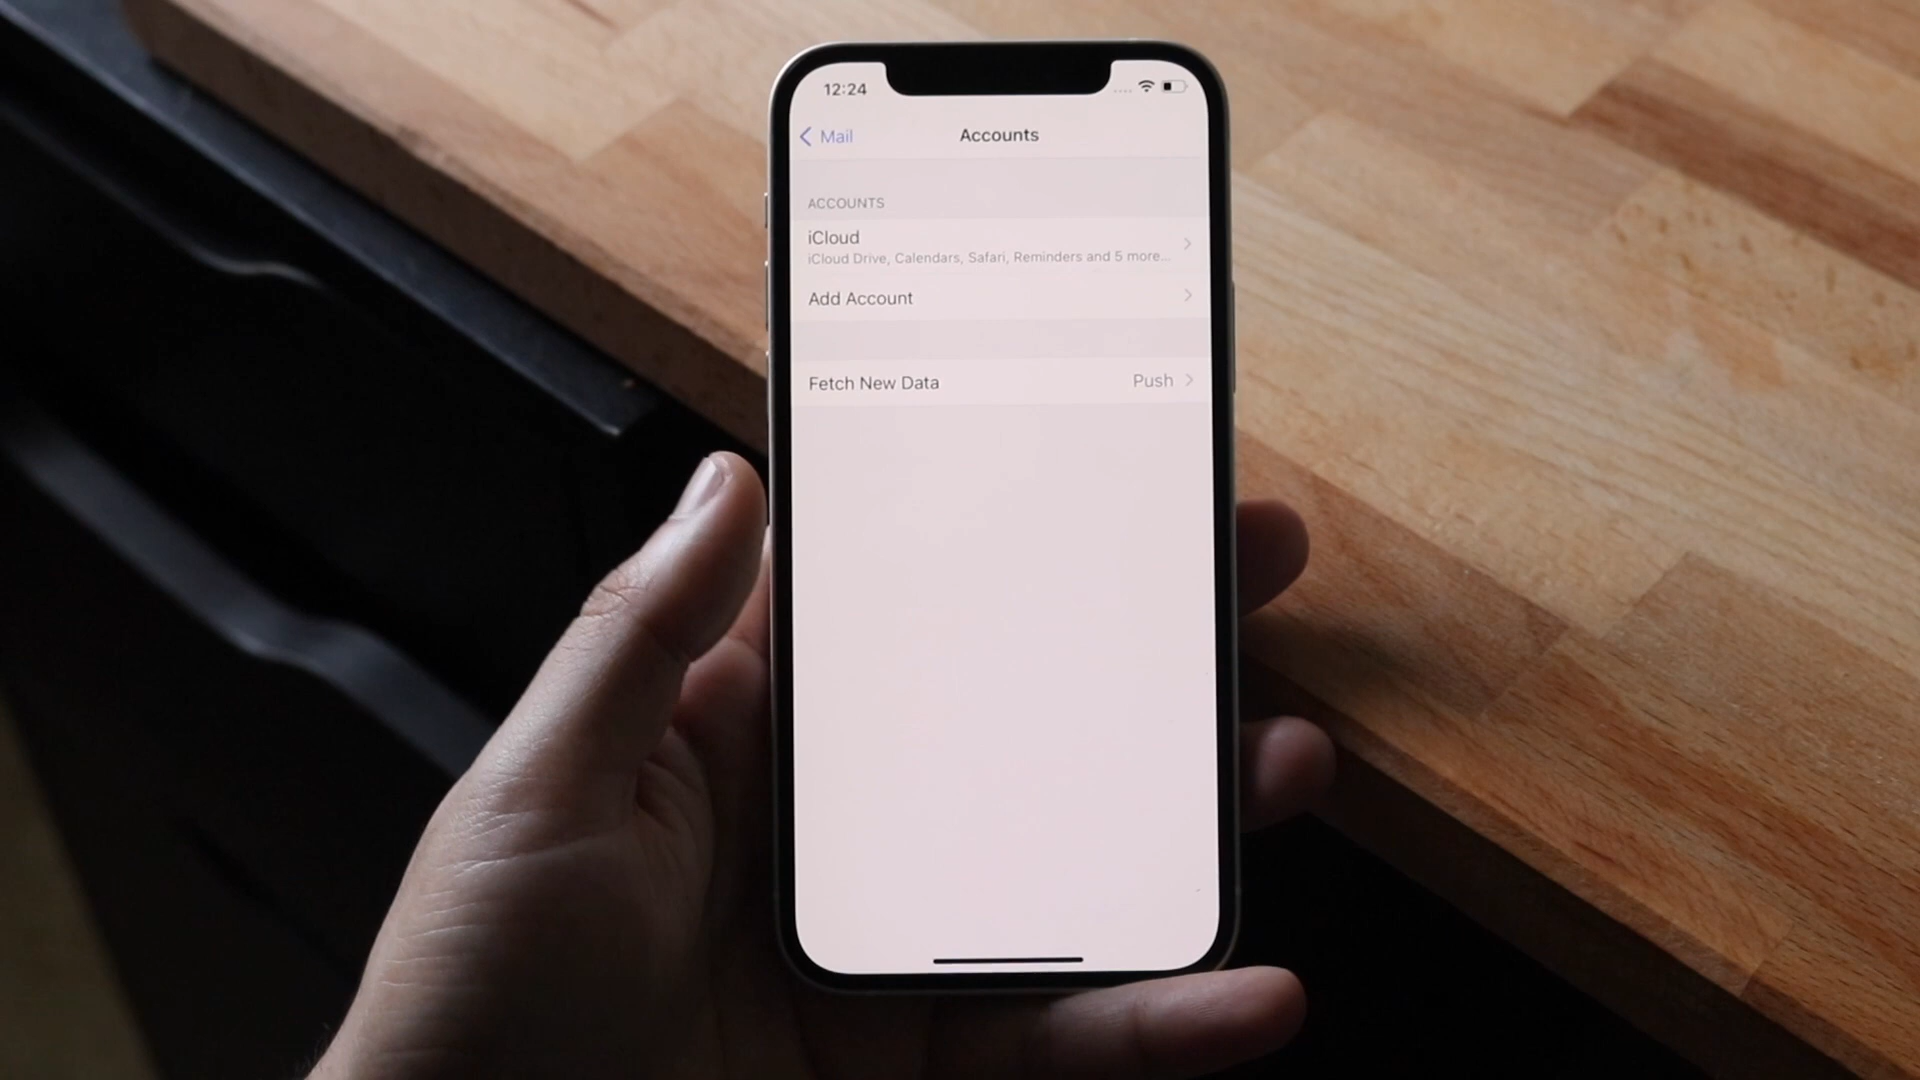 12:24
Mail
Accounts
ACCOUNTS
iCloud
iCloud Drive, Calendars, Safari, Reminders and 5 more...
Add Account
Fetch New Data Push